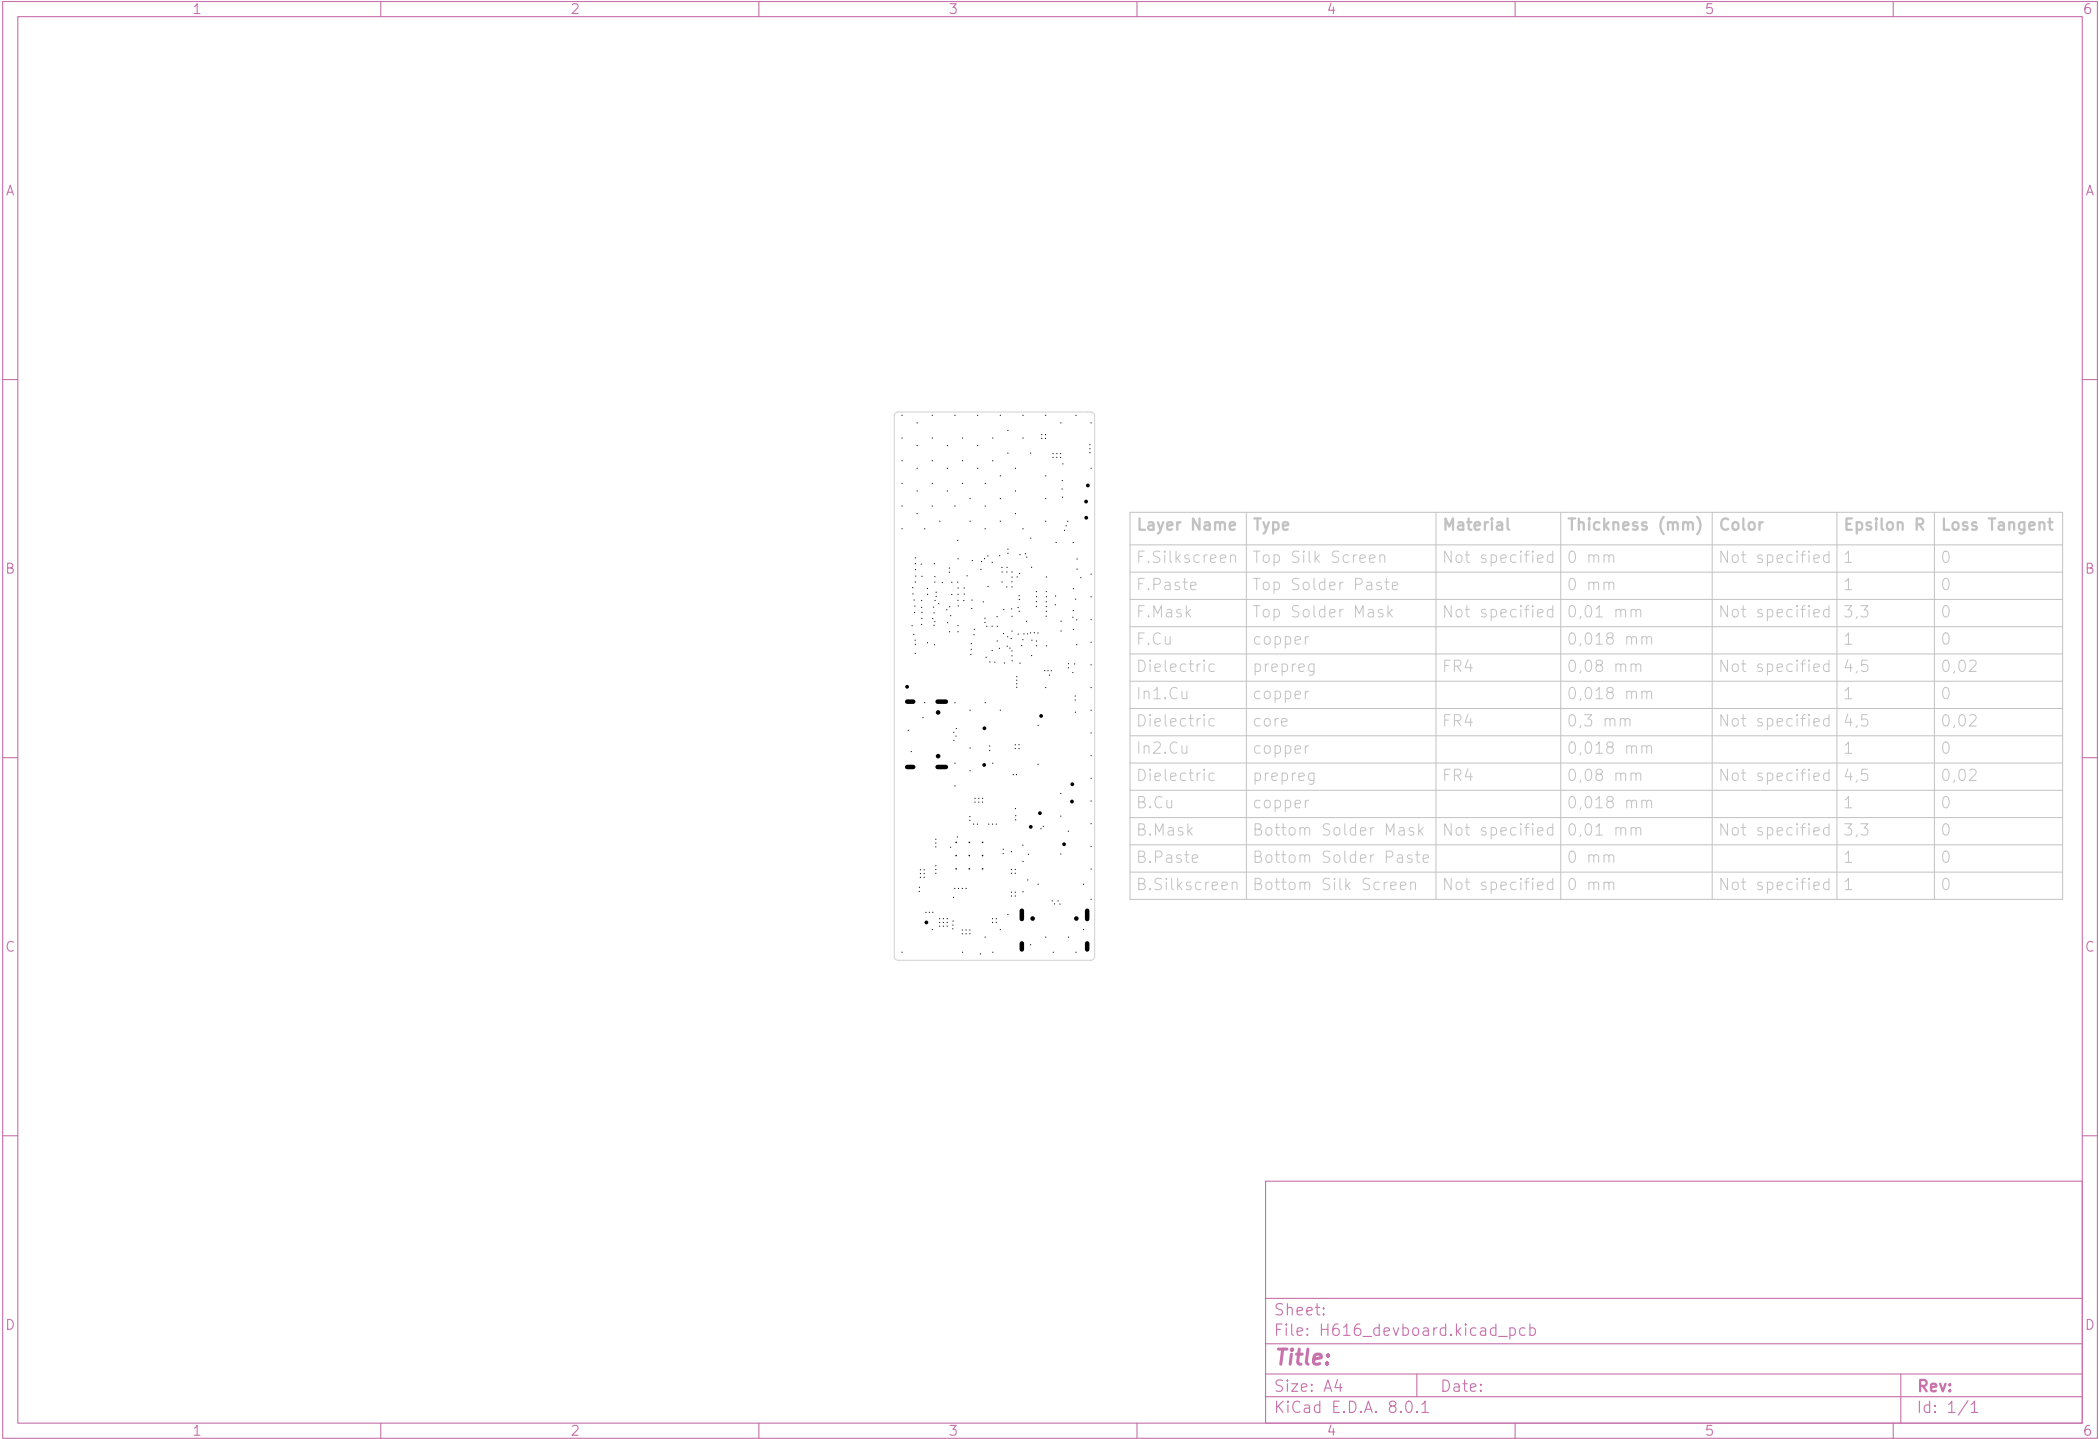 1 2 3 4 5 6
A A
Layer Name Type Material Thickness (mm) Color Epsilon R Loss Tangent
F.Silkscreen Top Silk Screen Not specified 0 mm Not specified 1 0
B B
F.Paste Top Solder Paste 0 mm 1 0
F.Mask Top Solder Mask Not specified 0,01 mm Not specified 3,3 0
F.Cu copper 0,018 mm 1 0
Dielectric prepreg FR4 0,08 mm Not specified 4,5 0,02
In1.Cu copper 0,018 mm 1 0
Dielectric core FR4 0,3 mm Not specified 4,5 0,02
In2.Cu copper 0,018 mm 1 0
Dielectric prepreg FR4 0,08 mm Not specified 4,5 0,02
B.Cu copper 0,018 mm 1 0
B.Mask Bottom Solder Mask Not specified 0,01 mm Not specified 3,3 0
B.Paste Bottom Solder Paste 0 mm 1 0
B.Silkscreen Bottom Silk Screen Not specified 0 mm Not specified 1 0
C C
Sheet:
D D
File: H616_devboard.kicad_pcb
Title:
Size: A4 Date: Rev:
KiCad E.D.A. 8.0.1 Id: 1/1
1 2 3 4 5 6